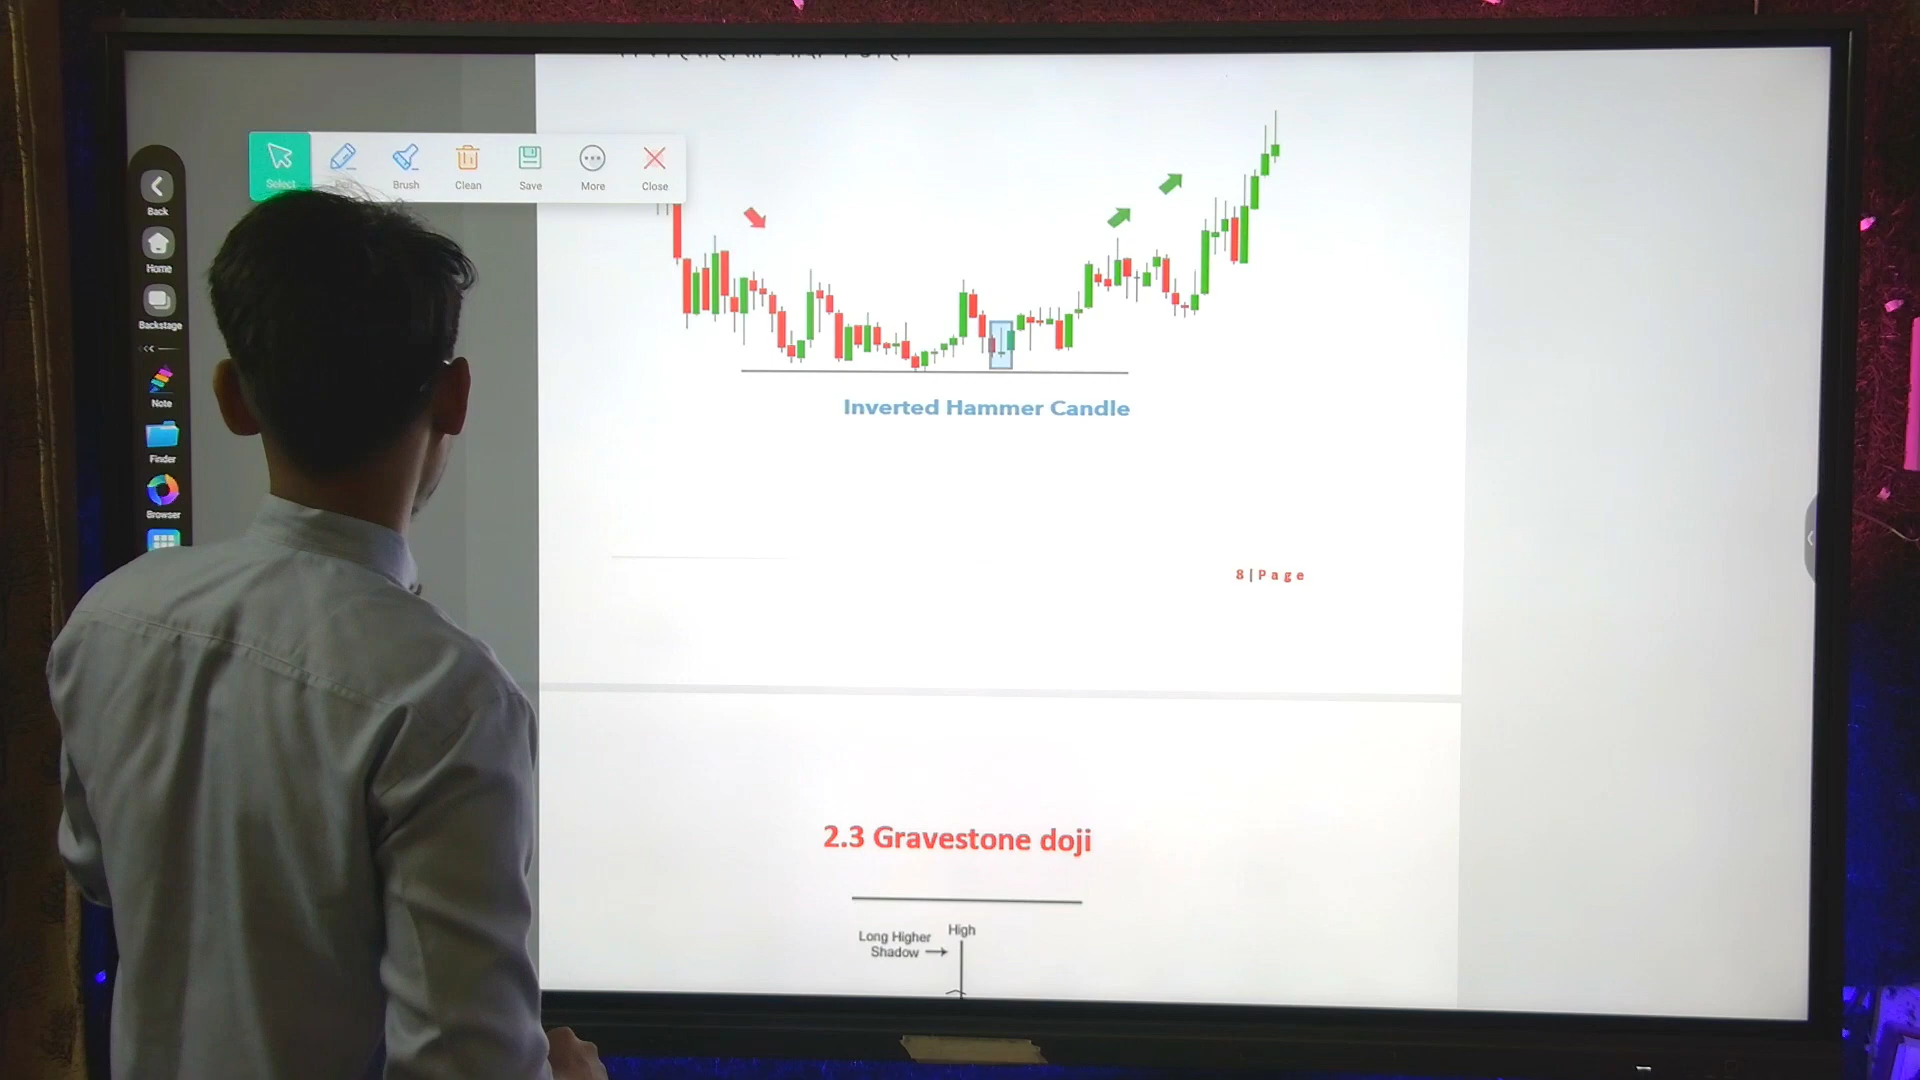 Select
Brush
Clean
Save
More
Close
Back
Home
Backstage
Note
Finder
Browser
Inverted Hammer Candle
8|Page
2.3 Gravestone doji
High
Long Higher
Shadow